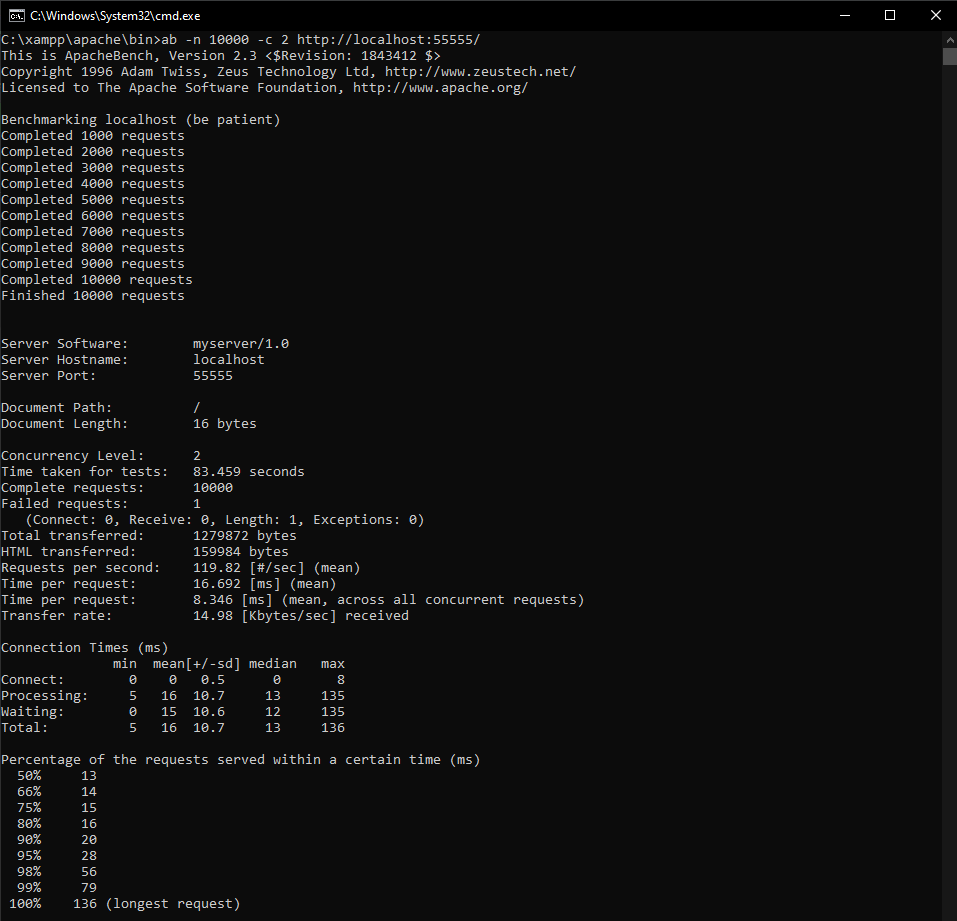 C:\Windows\System32\cmd.exe
C:\xampp\apache\bin>ab -n 10000 -c 2 http://localhost:55555/
This is ApacheBench, Version 2.3 <$Revision: 1843412 $>
Copyright 1996 Adam Twiss, Zeus Technology Ltd, http://www.zeustech.net/
Licensed to The Apache Software Foundation, http://www.apache.org/

Benchmarking localhost (be patient)
Completed 1000 requests
Completed 2000 requests
Completed 3000 requests
Completed 4000 requests
Completed 5000 requests
Completed 6000 requests
Completed 7000 requests
Completed 8000 requests
Completed 9000 requests
Completed 10000 requests
Finished 10000 requests


Server Software:        myserver/1.0
Server Hostname:        localhost
Server Port:            55555

Document Path:          /
Document Length:        16 bytes

Concurrency Level:      2
Time taken for tests:   83.459 seconds
Complete requests:      10000
Failed requests:        1
   (Connect: 0, Receive: 0, Length: 1, Exceptions: 0)
Total transferred:      1279872 bytes
HTML transferred:       159984 bytes
Requests per second:    119.82 [#/sec] (mean)
Time per request:       16.692 [ms] (mean)
Time per request:       8.346 [ms] (mean, across all concurrent requests)
Transfer rate:          14.98 [Kbytes/sec] received

Connection Times (ms)
              min  mean[+/-sd] median   max
Connect:        0    0   0.5      0       8
Processing:     5   16  10.7     13     135
Waiting:        0   15  10.6     12     135
Total:          5   16  10.7     13     136

Percentage of the requests served within a certain time (ms)
  50%     13
  66%     14
  75%     15
  80%     16
  90%     20
  95%     28
  98%     56
  99%     79
 100%    136 (longest request)